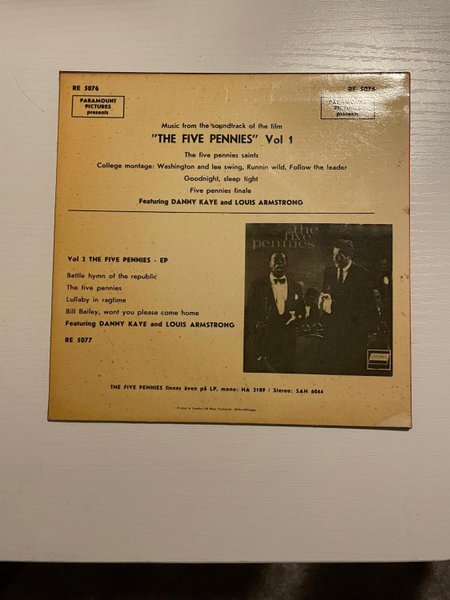 RE 5076
RE 5076
PARAMOUNT
PICTURES
presents
PARAMOUNT
PICTURES
presents
Music from the soundtrack of the film
"THE FIVE PENNIES" Vol 1
The five pennies saints
College montage: Washington and lee swing, Runnin wild, Follow the leader
Goodnight, sleep tight
Five pennies finale
Featuring DANNY KAYE and LOUIS ARMSTRONG
the
five
pennies
Vol 2 THE FIVE PENNIES - EP
Battle hymn of the republic
The five pennies
Lullaby in ragtime
Bill Bailey, wont you please come home
Featuring DANNY KAYE and LOUIS ARMSTRONG
RE 5077
THE FIVE PENNIES finnes även på LP, mono: HA 2189 / Stereo: SAH 6044
Printed in Sweden